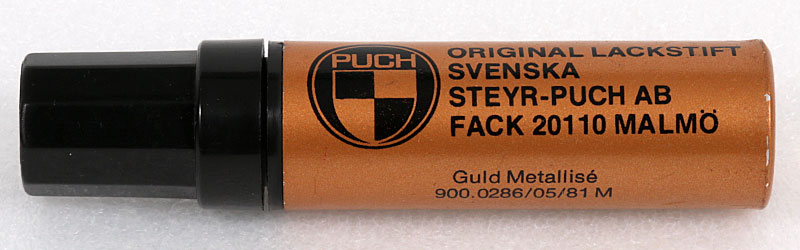 PUCH
ORIGINAL LACKSTIFT
SVENSKA
STEYR-PUCH AB
FACK 20110 MALMÖ
Guld Metallisé
900.0286/05/81 M